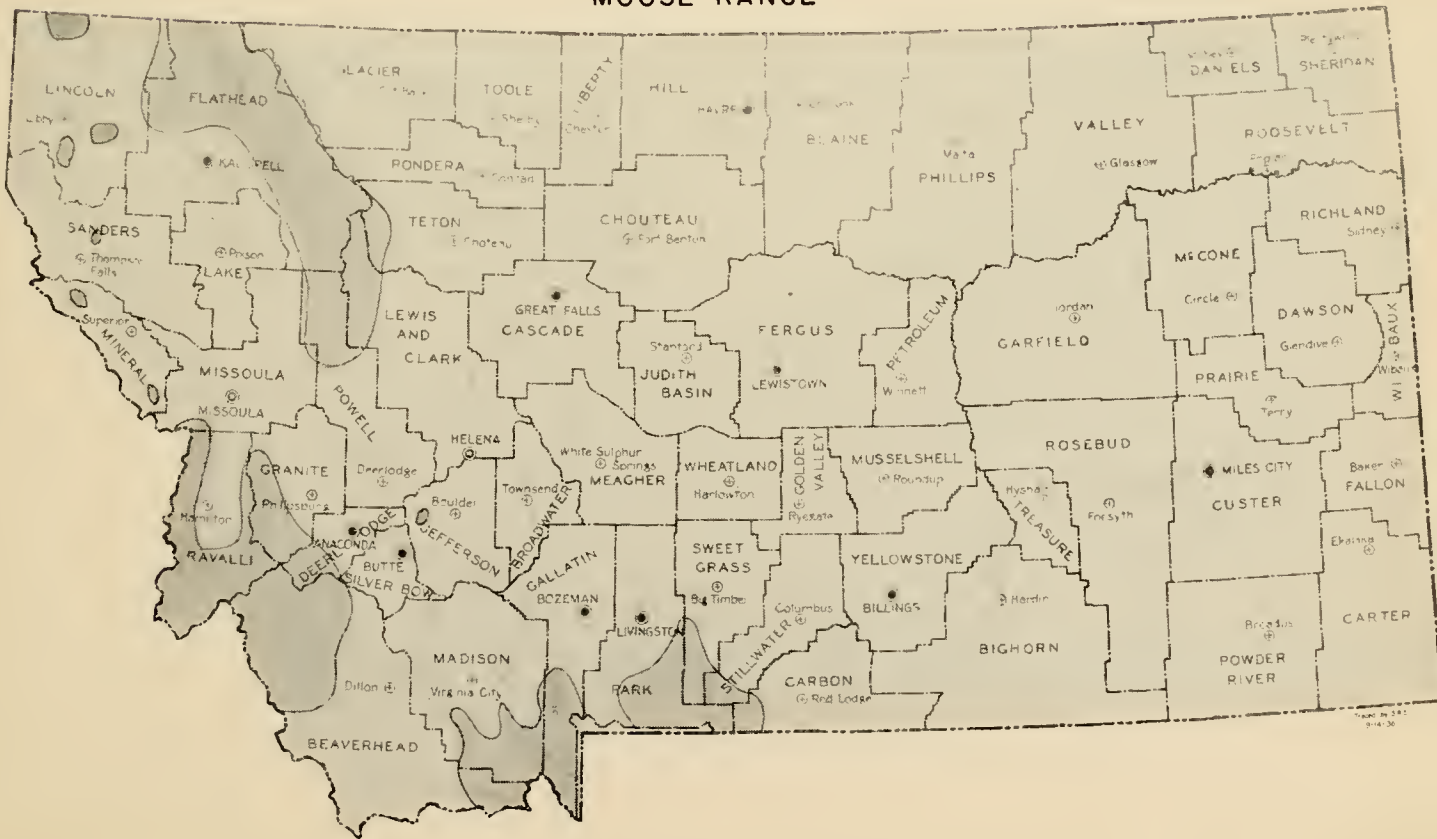 MOOSE RANGE
LINCOLN
FLATHEAD
GLACIER
TOOLE
Shelby
LIBERTY
Chester
HILL
HAVRE
BLAINE
Malta
PHILLIPS
VALLEY
Glasgow
DANIELS
SHERIDAN
ROOSEVELT
Libby
KALISPELL
PONDERA
Conrad
TETON
Choteau
CHOUTEAU
Fort Benton
RICHLAND
Sidney
SANDERS
Thompson
Falls
Polson
LAKE
LEWIS
AND
CLARK
GREAT FALLS
CASCADE
Stanford
JUDITH
BASIN
FERGUS
LEWISTOWN
PETROLEUM
Winnett
Jordan
GARFIELD
McCONE
Circle
DAWSON
Glendive
WIBAUX
Wibaux
PRAIRIE
Terry
Superior
MINERAL
MISSOULA
MISSOULA
POWELL
Deerlodge
HELENA
White Sulphur
Springs
MEAGHER
WHEATLAND
Harlowton
GOLDEN
VALLEY
Ryegate
MUSSELSHELL
Roundup
ROSEBUD
Forsyth
Hysham
TREASURE
MILES CITY
CUSTER
Baker
FALLON
Ekalaka
GRANITE
Philipsburg
Hamilton
RAVALLI
DEERLODGE
ANACONDA
BUTTE
SILVER BOW
Boulder
JEFFERSON
Townsend
BROADWATER
GALLATIN
BOZEMAN
LIVINGSTON
PARK
SWEET
GRASS
Big Timber
STILLWATER
Columbus
YELLOWSTONE
BILLINGS
Hardin
BIGHORN
CARBON
Red Lodge
CARTER
Broadus
POWDER
RIVER
MADISON
Virginia City
Dillon
BEAVERHEAD